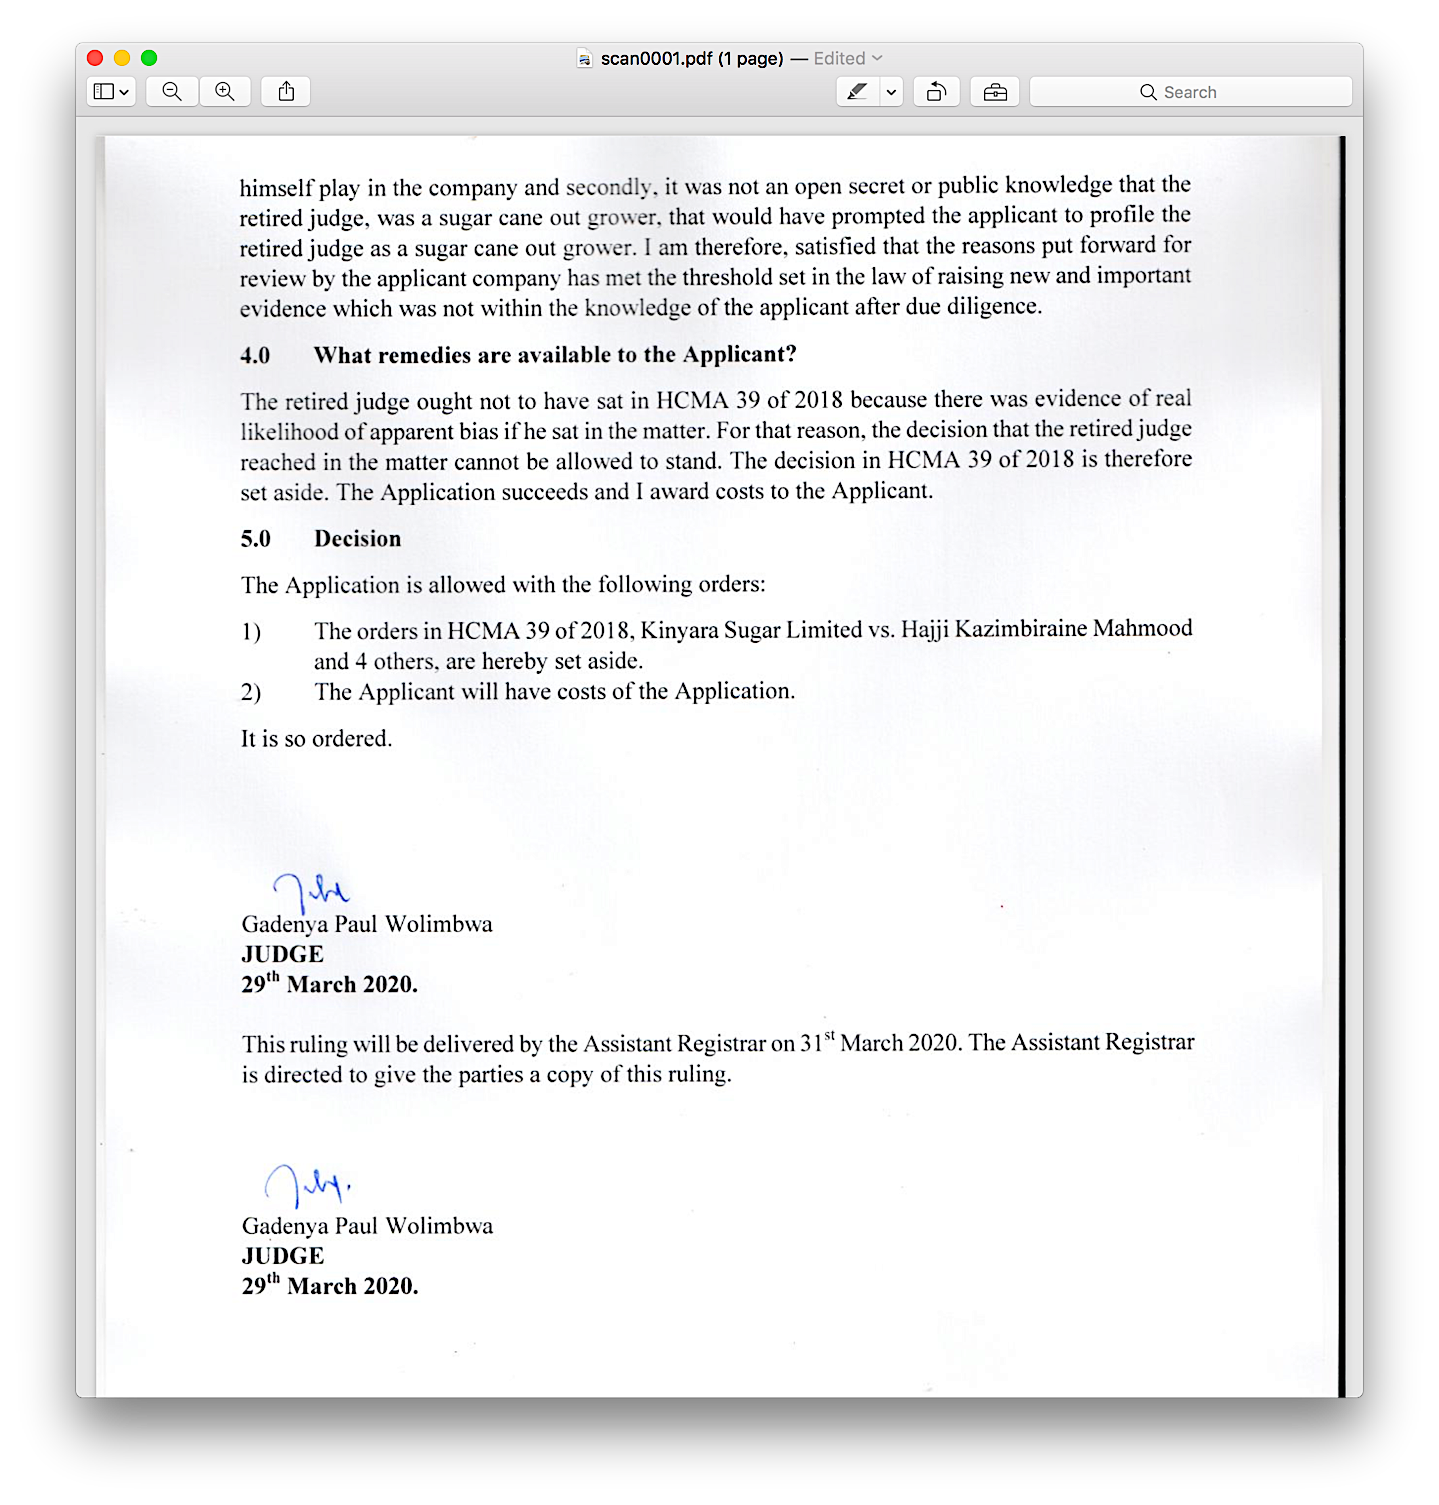 scan0001.pdf (1 page) — Edited
Search
himself play in the company and secondly, it was not an open secret or public knowledge that the
retired judge, was a sugar cane out grower, that would have prompted the applicant to profile the
retired judge as a sugar cane out grower. I am therefore, satisfied that the reasons put forward for
review by the applicant company has met the threshold set in the law of raising new and important
evidence which was not within the knowledge of the applicant after due diligence.
4.0 What remedies are available to the Applicant?
The retired judge ought not to have sat in HCMA 39 of 2018 because there was evidence of real
likelihood of apparent bias if he sat in the matter. For that reason, the decision that the retired judge
reached in the matter cannot be allowed to stand. The decision in HCMA 39 of 2018 is therefore
set aside. The Application succeeds and I award costs to the Applicant.
5.0 Decision
The Application is allowed with the following orders:
1) The orders in HCMA 39 of 2018, Kinyara Sugar Limited vs. Hajji Kazimbiraine Mahmood
and 4 others, are hereby set aside.
2) The Applicant will have costs of the Application.
It is so ordered.
Gadenya Paul Wolimbwa
JUDGE
29th March 2020.
This ruling will be delivered by the Assistant Registrar on 31st March 2020. The Assistant Registrar
is directed to give the parties a copy of this ruling.
Gadenya Paul Wolimbwa
JUDGE
29th March 2020.